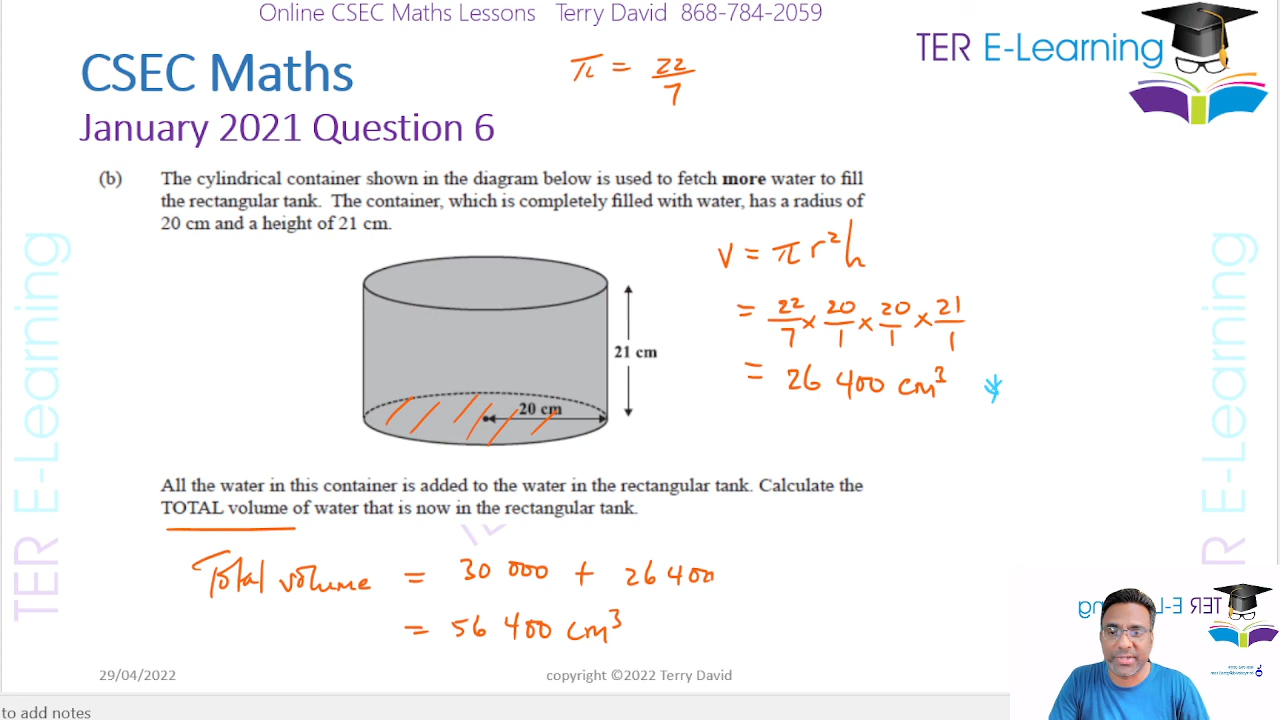 Online CSEC Maths Lessons Terry David 868-784-2059
TER E-Learning
CSEC Maths
π = 22/7
January 2021 Question 6
(b) The cylindrical container shown in the diagram below is used to fetch more water to fill
the rectangular tank. The container, which is completely filled with water, has a radius of
20 cm and a height of 21 cm.
V = πr²h
= 22/7 × 20/1 × 20/1 × 21/1
= 26 400 cm³
21 cm
20 cm
All the water in this container is added to the water in the rectangular tank. Calculate the
TOTAL volume of water that is now in the rectangular tank.
Total volume = 30 000 + 26 400
= 56 400 cm³
TER E-Learning
TER E-Learning
TER E-Learning
29/04/2022
copyright ©2022 Terry David
to add notes